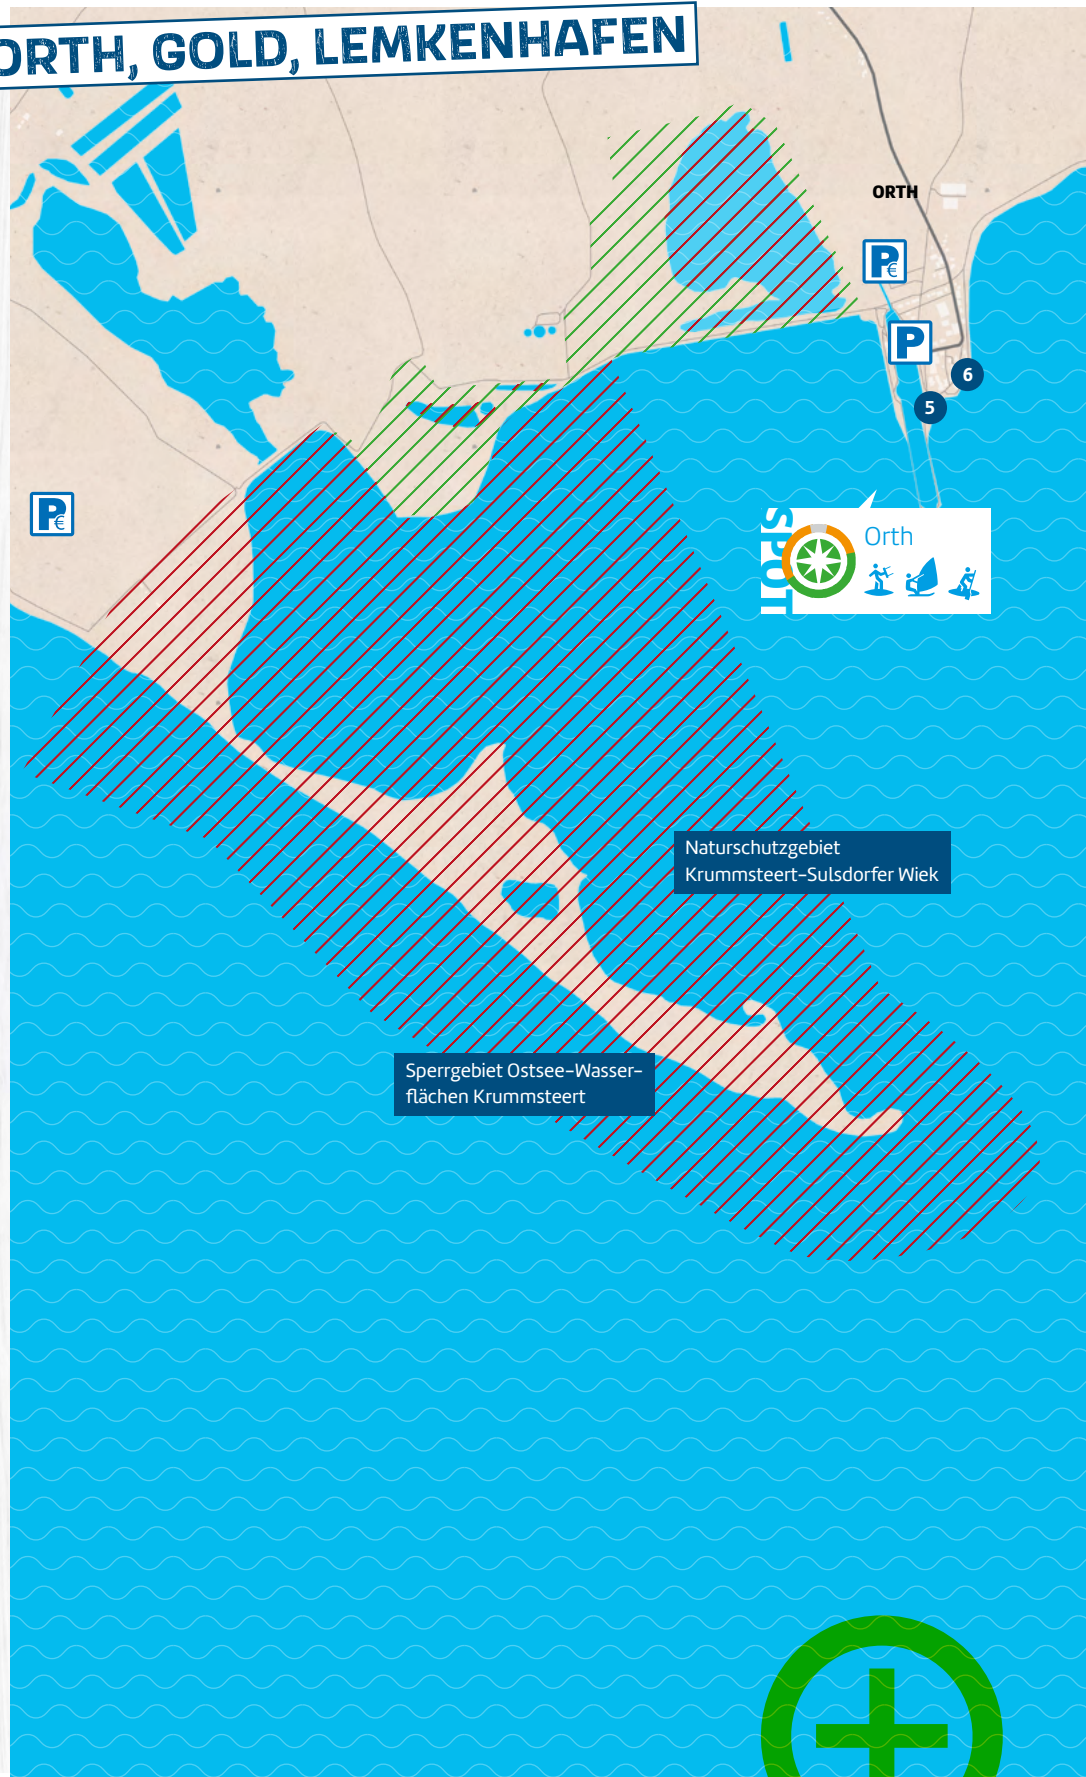 ORTH, GOLD, LEMKENHAFEN
ORTH
P€
P
6
5
P€
SPOT
Orth
Naturschutzgebiet
Krummsteert-Sulsdorfer Wiek
Sperrgebiet Ostsee-Wasser-
flächen Krummsteert